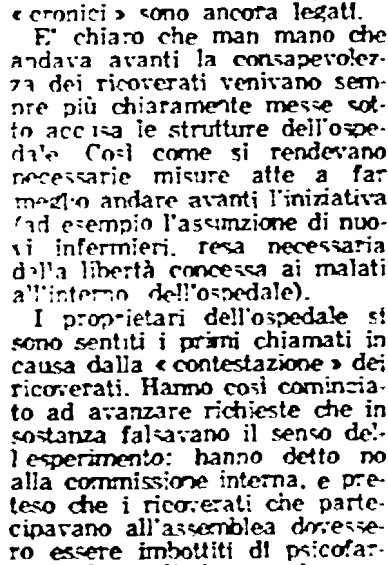 « cronici » sono ancora legati.
E' chiaro che man mano che
andava avanti la consapevolez-
za dei ricoverati venivano sem-
pre più chiaramente messe sot-
to accusa le strutture dell'ospe-
dale. Così come si rendevano
necessarie misure atte a far
meglio andare avanti l'iniziativa
(ad esempio l'assunzione di nuo-
vi infermieri, resa necessaria
dalla libertà concessa ai malati
all'interno dell'ospedale).
I proprietari dell'ospedale si
sono sentiti i primi chiamati in
causa dalla « contestazione » dei
ricoverati. Hanno così comincia-
to ad avanzare richieste che in
sostanza falsavano il senso del-
l'esperimento: hanno detto no
alla commissione interna, e pre-
teso che i ricoverati che parte-
cipavano all'assemblea dovesse-
ro essere imbottiti di psicofar-